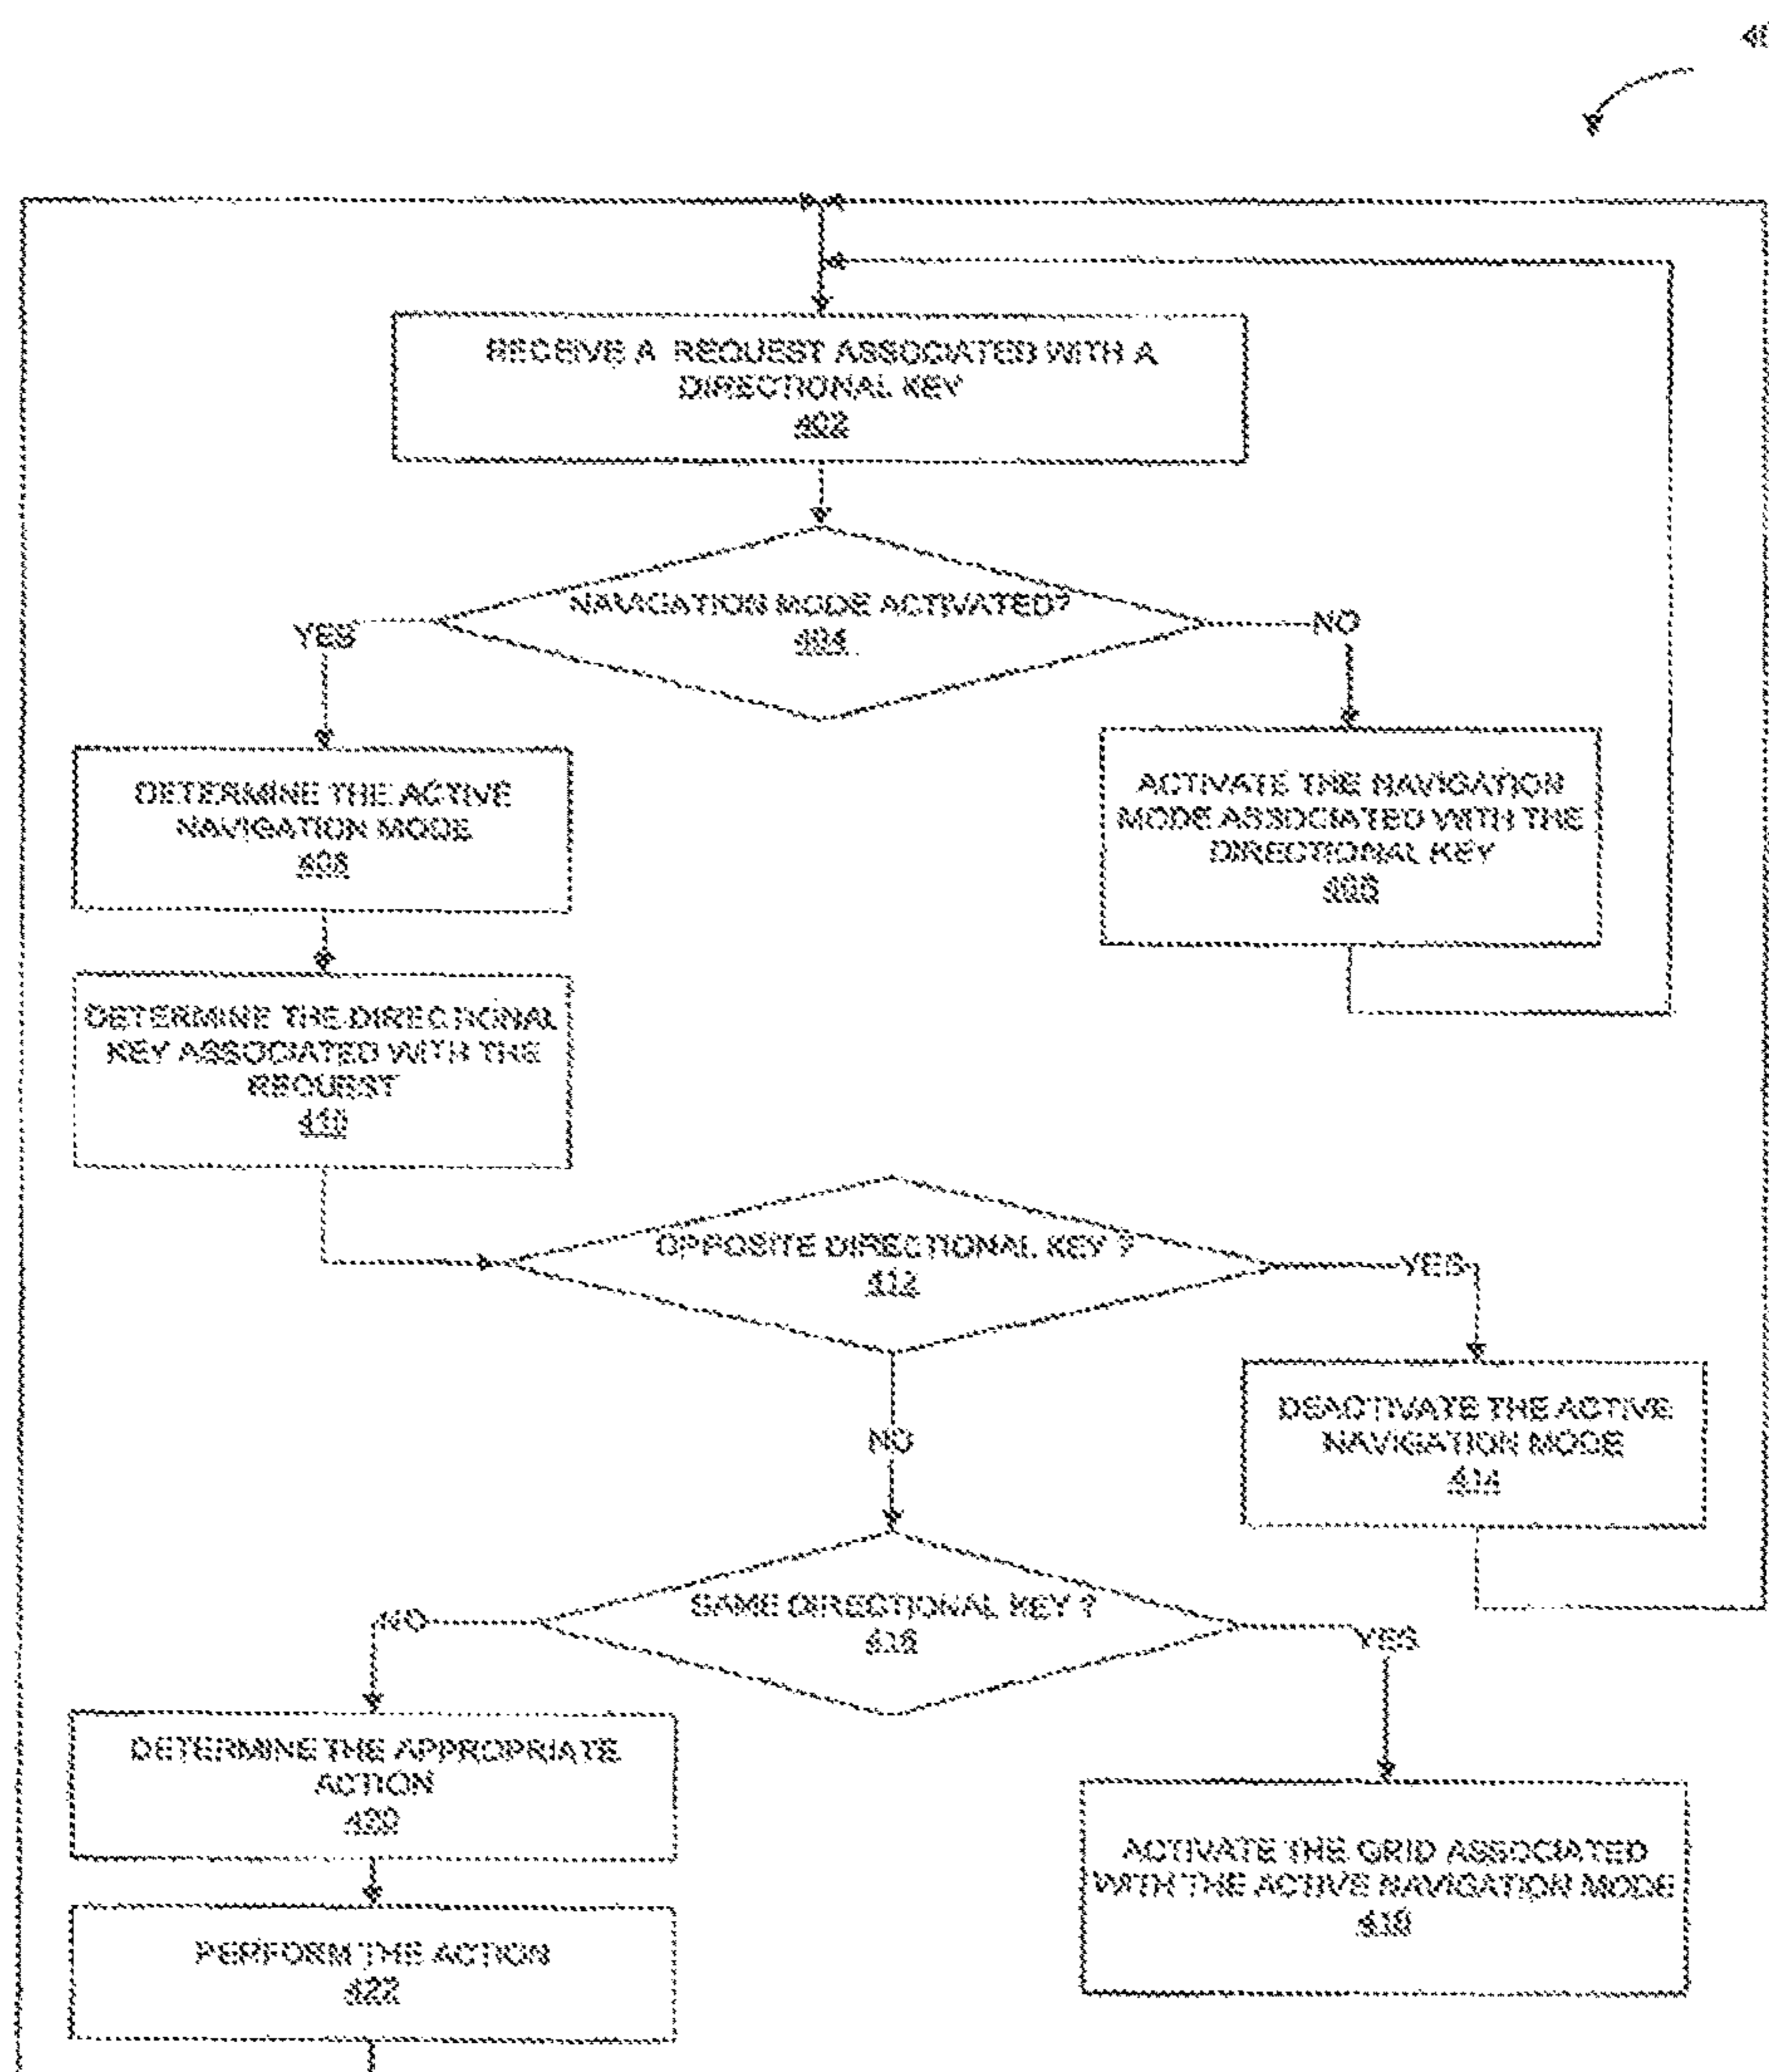 RECEIVE A REQUEST ASSOCIATED WITH A
DIRECTIONAL KEY
402
NAVIGATION MODE ACTIVATED?
404
YES
NO
DETERMINE THE ACTIVE
NAVIGATION MODE
408
ACTIVATE THE NAVIGATION
MODE ASSOCIATED WITH THE
DIRECTIONAL KEY
406
DETERMINE THE DIRECTIONAL
KEY ASSOCIATED WITH THE
REQUEST
410
OPPOSITE DIRECTIONAL KEY ?
412
YES
NO
DEACTIVATE THE ACTIVE
NAVIGATION MODE
414
SAME DIRECTIONAL KEY ?
416
NO
YES
DETERMINE THE APPROPRIATE
ACTION
420
ACTIVATE THE GRID ASSOCIATED
WITH THE ACTIVE NAVIGATION MODE
418
PERFORM THE ACTION
422